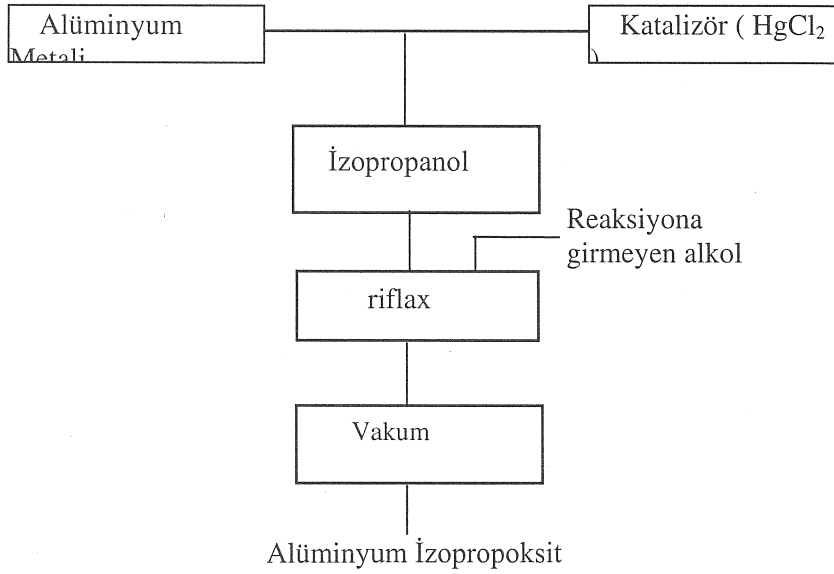 Alüminyum
Metali
Katalizör ( HgCl₂
)
İzopropanol
Reaksiyona
girmeyen alkol
riflax
Vakum
Alüminyum İzopropoksit